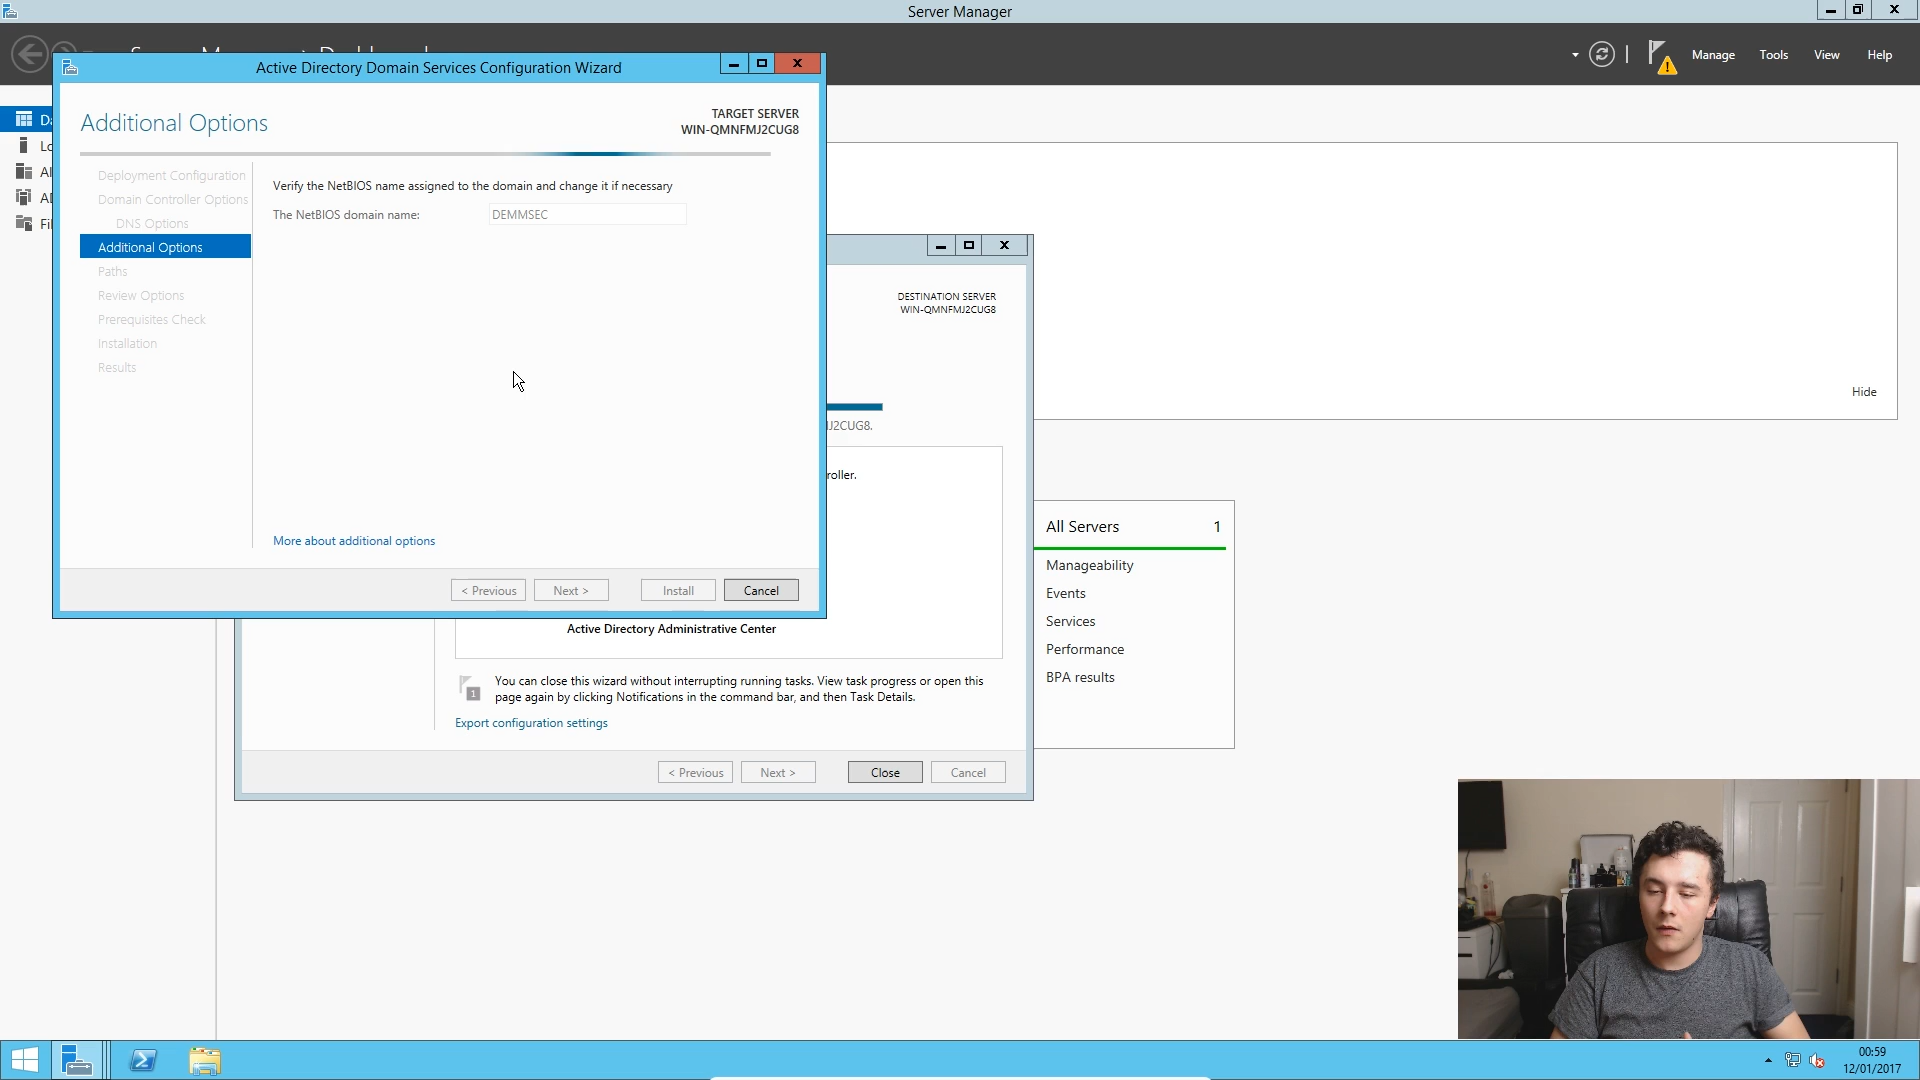 Server Manager
Manage
Tools
View
Help
Active Directory Domain Services Configuration Wizard
Additional Options
TARGET SERVER
WIN-QMNFMJ2CUG8
Deployment Configuration
Domain Controller Options
DNS Options
Additional Options
Paths
Review Options
Prerequisites Check
Installation
Results
Verify the NetBIOS name assigned to the domain and change it if necessary
The NetBIOS domain name:
DEMMSEC
More about additional options
< Previous
Next >
Install
Cancel
DESTINATION SERVER
WIN-QMNFMJ2CUG8
J2CUG8.
roller.
Active Directory Administrative Center
1
You can close this wizard without interrupting running tasks. View task progress or open this
page again by clicking Notifications in the command bar, and then Task Details.
Export configuration settings
< Previous
Next >
Close
Cancel
Hide
All Servers
1
Manageability
Events
Services
Performance
BPA results
00:59
12/01/2017